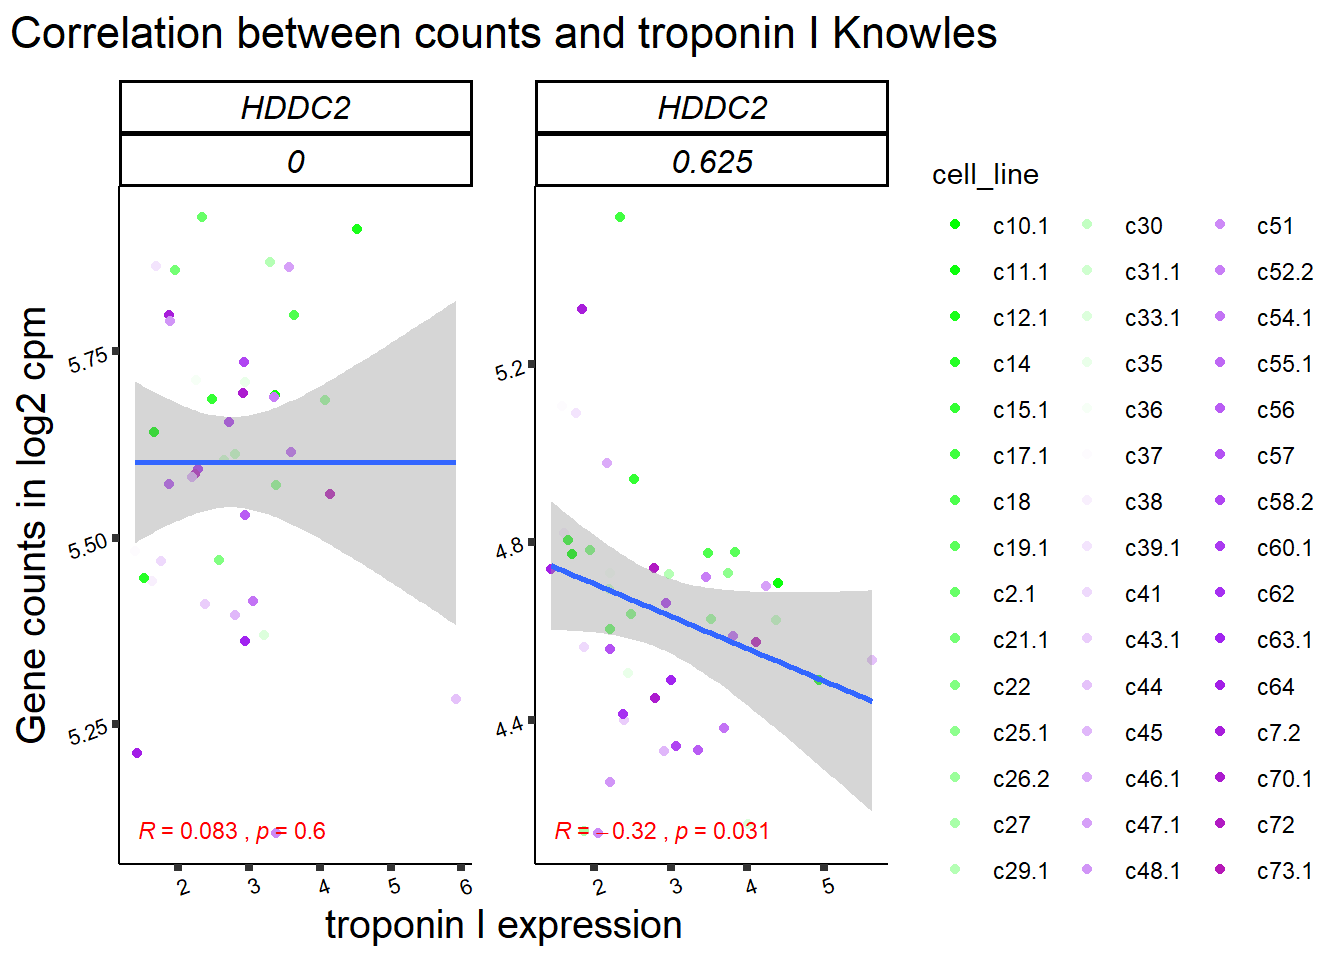 Correlation between counts and troponin I Knowles
HDDC2
0
HDDC2
0.625
Gene counts in log2 cpm
5.75
5.50
5.25
R = 0.083 , p = 0.6
2 3 4 5 6
5.2
4.8
4.4
R = −0.32 , p = 0.031
2 3 4 5
troponin I expression
cell_line
c10.1 c30 c51
c11.1 c31.1 c52.2
c12.1 c33.1 c54.1
c14 c35 c55.1
c15.1 c36 c56
c17.1 c37 c57
c18 c38 c58.2
c19.1 c39.1 c60.1
c2.1 c41 c62
c21.1 c43.1 c63.1
c22 c44 c64
c25.1 c45 c7.2
c26.2 c46.1 c70.1
c27 c47.1 c72
c29.1 c48.1 c73.1